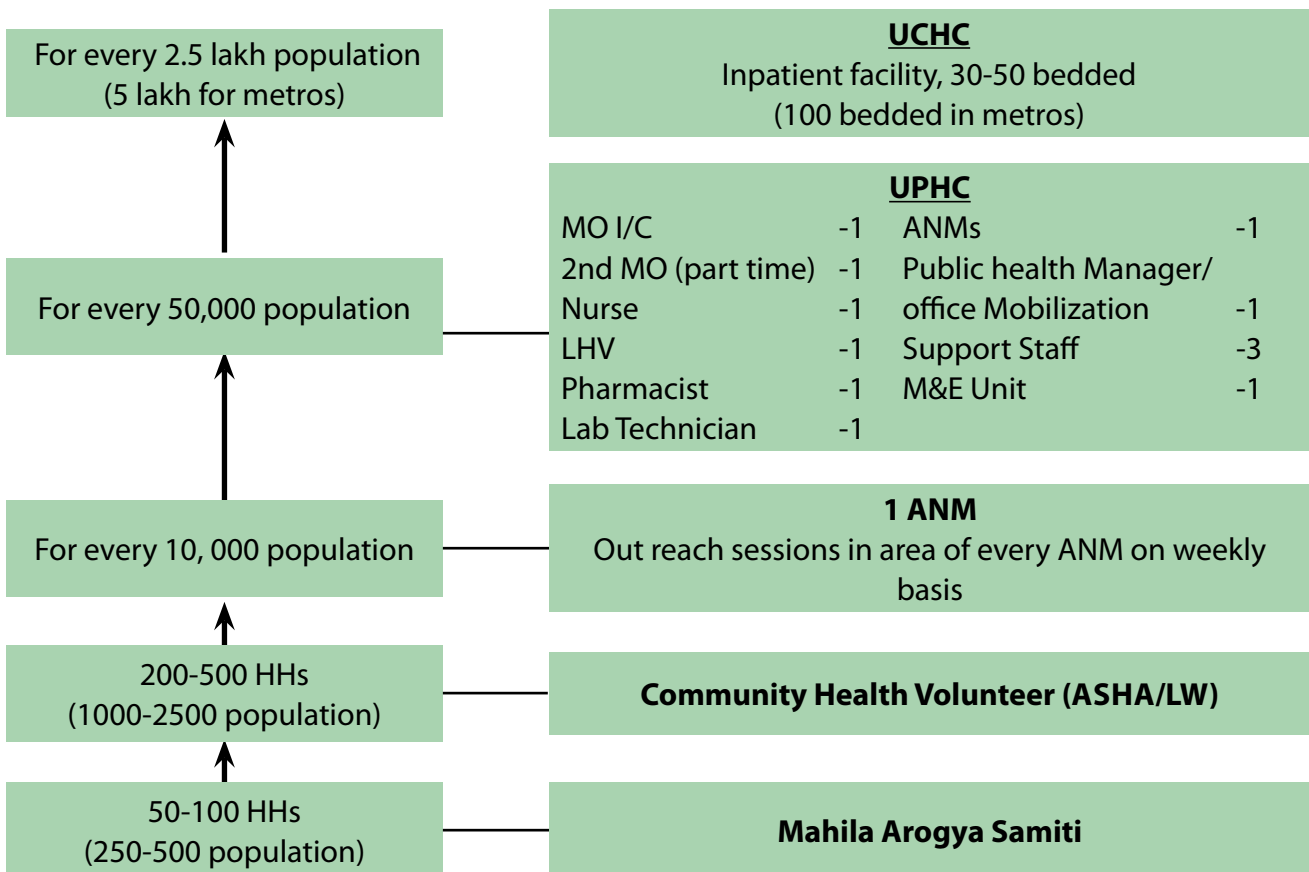 For every 2.5 lakh population
(5 lakh for metros)
UCHC
Inpatient facility, 30-50 bedded
(100 bedded in metros)
For every 50,000 population
UPHC
MO I/C -1 ANMs -1
2nd MO (part time) -1 Public health Manager/
Nurse -1 office Mobilization -1
LHV -1 Support Staff -3
Pharmacist -1 M&E Unit -1
Lab Technician -1
For every 10, 000 population
1 ANM
Out reach sessions in area of every ANM on weekly
basis
200-500 HHs
(1000-2500 population)
Community Health Volunteer (ASHA/LW)
50-100 HHs
(250-500 population)
Mahila Arogya Samiti